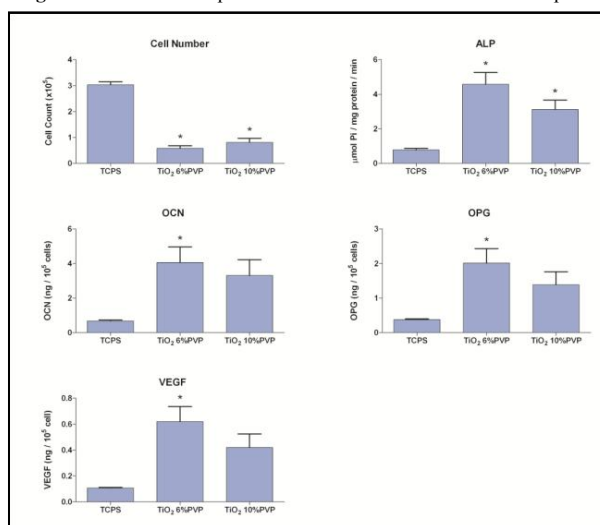 Cell Number
Cell Count (x10⁵)
4
3
2
1
0
*
*
TCPS
TiO₂ 6%PVP
TiO₂ 10%PVP
ALP
µmol Pi / mg protein / min
6
4
2
0
*
*
TCPS
TiO₂ 6%PVP
TiO₂ 10%PVP
OCN
OCN (ng / 10⁵ cells)
6
4
2
0
*
TCPS
TiO₂ 6%PVP
TiO₂ 10%PVP
OPG
OPG (ng / 10⁵ cells)
3
2
1
0
*
TCPS
TiO₂ 6%PVP
TiO₂ 10%PVP
VEGF
VEGF (ng / 10⁵ cell)
0.8
0.6
0.4
0.2
0.0
*
TCPS
TiO₂ 6%PVP
TiO₂ 10%PVP